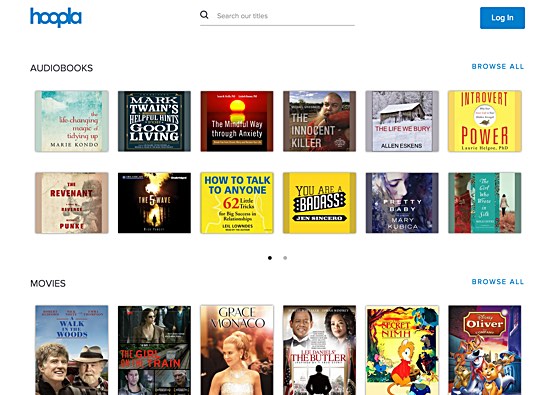 hoopla
Search our titles
Log In
AUDIOBOOKS
BROWSE ALL
the
life-changing
magic of
tidying up
MARIE KONDO
MARK
TWAIN'S
HELPFUL HINTS
FOR
GOOD
LIVING
The Mindful Way
through Anxiety
THE
INNOCENT
KILLER
THE LIFE WE BURY
ALLEN ESKENS
INTROVERT
POWER
Laurie Helgoe, PhD
THE
REVENANT
REVENGE
PUNKE
THE
5TH WAVE
RICK YANCEY
HOW TO TALK
TO ANYONE
62 Little
Tricks
for Big Success in
Relationships
LEIL LOWNDES
YOU ARE A
BADASS
JEN SINCERO
PRETTY
BABY
MARY
KUBICA
The
Girl Who
Wrote in
Silk
MOVIES
BROWSE ALL
A WALK
IN THE
WOODS
THE GIRL
ON THE TRAIN
GRACE
of MONACO
LEE DANIELS'
THE BUTLER
THE
SECRET
OF
NIMH
Disney
Oliver